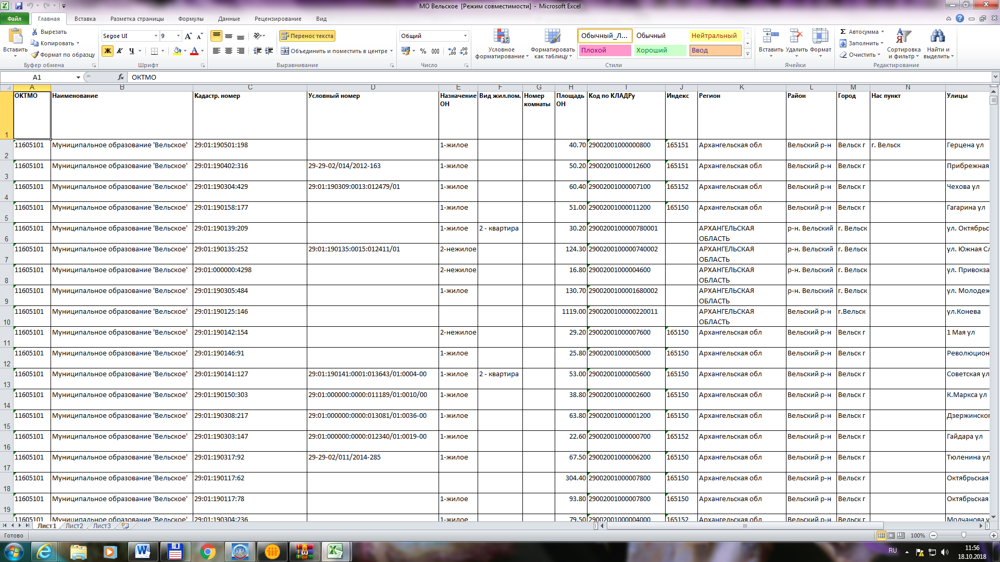 МО Вельское [Режим совместимости] - Microsoft Excel
Файл Главная Вставка Разметка страницы Формулы Данные Рецензирование Вид
Вставить Вырезать Копировать Формат по образцу
Буфер обмена
Segoe UI 9
Ж К Ч А
Шрифт
Перенос текста
Объединить и поместить в центре
Выравнивание
Общий
% 000
Число
Условное форматирование Форматировать как таблицу
Обычный_Л... Обычный Нейтральный
Плохой Хороший Ввод
Стили
Вставить Удалить Формат
Ячейки
Σ Автосумма Заполнить Очистить
Сортировка и фильтр Найти и выделить
Редактирование
A1 fx ОКТМО
A B C D E F G H I J K L M N
1 ОКТМО Наименование Кадастр. номер Условный номер Назначение ОН Вид жил.пом. Номер комнаты Площадь ОН Код по КЛАДРу Индекс Регион Район Город Нас пункт Улицы
2 11605101 Муниципальное образование 'Вельское' 29:01:190501:198 1-жилое 40.70 29002001000000800 165151 Архангельская обл Вельский р-н Вельск г г. Вельск Герцена ул
3 11605101 Муниципальное образование 'Вельское' 29:01:190402:316 29-29-02/014/2012-163 1-жилое 50.20 29002001000012600 165151 Архангельская обл Вельский р-н Вельск г Прибрежная
4 11605101 Муниципальное образование 'Вельское' 29:01:190304:429 29:01:190309:0013:012479/01 1-жилое 60.40 29002001000007100 165152 Архангельская обл Вельский р-н Вельск г Чехова ул
5 11605101 Муниципальное образование 'Вельское' 29:01:190158:177 1-жилое 51.00 29002001000011200 165150 Архангельская обл Вельский р-н Вельск г Гагарина ул
6 11605101 Муниципальное образование 'Вельское' 29:01:190139:209 1-жилое 2 - квартира 30.20 2900200100000780001 АРХАНГЕЛЬСКАЯ ОБЛАСТЬ р-н. Вельский г. Вельск ул. Октябрьс
7 11605101 Муниципальное образование 'Вельское' 29:01:190135:252 29:01:190135:0015:012411/01 2-нежилое 124.30 2900200100000740002 АРХАНГЕЛЬСКАЯ ОБЛАСТЬ р-н. Вельский г. Вельск ул. Южная Сл
8 11605101 Муниципальное образование 'Вельское' 29:01:000000:4298 2-нежилое 16.80 29002001000004600 АРХАНГЕЛЬСКАЯ ОБЛАСТЬ р-н. Вельский г. Вельск ул. Привокза
9 11605101 Муниципальное образование 'Вельское' 29:01:190305:484 1-жилое 130.70 2900200100001680002 АРХАНГЕЛЬСКАЯ ОБЛАСТЬ р-н. Вельский г. Вельск ул. Молодеж
10 11605101 Муниципальное образование 'Вельское' 29:01:190125:146 1119.00 2900200100000220011 АРХАНГЕЛЬСКАЯ ОБЛАСТЬ Вельский р-н г.Вельск ул.Конева
11 11605101 Муниципальное образование 'Вельское' 29:01:190142:154 2-нежилое 29.20 29002001000007600 165150 Архангельская обл Вельский р-н Вельск г 1 Мая ул
12 11605101 Муниципальное образование 'Вельское' 29:01:190146:91 1-жилое 25.80 29002001000005000 165150 Архангельская обл Вельский р-н Вельск г Революцион
13 11605101 Муниципальное образование 'Вельское' 29:01:190141:127 29:01:190141:0001:013643/01:0004-00 1-жилое 2 - квартира 53.00 29002001000005600 165150 Архангельская обл Вельский р-н Вельск г Советская ул
14 11605101 Муниципальное образование 'Вельское' 29:01:190150:303 29:01:000000:0000:011189/01:0010/00 1-жилое 38.80 29002001000002600 165150 Архангельская обл Вельский р-н Вельск г К.Маркса ул
15 11605101 Муниципальное образование 'Вельское' 29:01:190308:217 29:01:000000:0000:013081/01:0036-00 1-жилое 63.80 29002001000001200 165150 Архангельская обл Вельский р-н Вельск г Дзержинског
16 11605101 Муниципальное образование 'Вельское' 29:01:190303:147 29:01:000000:0000:012340/01:0019-00 1-жилое 22.60 29002001000000700 165152 Архангельская обл Вельский р-н Вельск г Гайдара ул
17 11605101 Муниципальное образование 'Вельское' 29:01:190317:92 29-29-02/011/2014-285 1-жилое 67.50 29002001000006200 165150 Архангельская обл Вельский р-н Вельск г Тюленина ул
18 11605101 Муниципальное образование 'Вельское' 29:01:190117:62 304.40 29002001000007800 165150 Архангельская обл Вельский р-н Вельск г Октябрьская
19 11605101 Муниципальное образование 'Вельское' 29:01:190117:78 1-жилое 93.80 29002001000007800 165150 Архангельская обл Вельский р-н Вельск г Октябрьская
11605101 Муниципальное образование 'Вельское' 29:01:190304:236 1-жилое 79.50 29002001000004000 165152 Архангельская обл Вельский р-н Вельск г Молчанова у
Лист1 Лист2 Лист3
Готово 100%
RU 11:56
18.10.2018